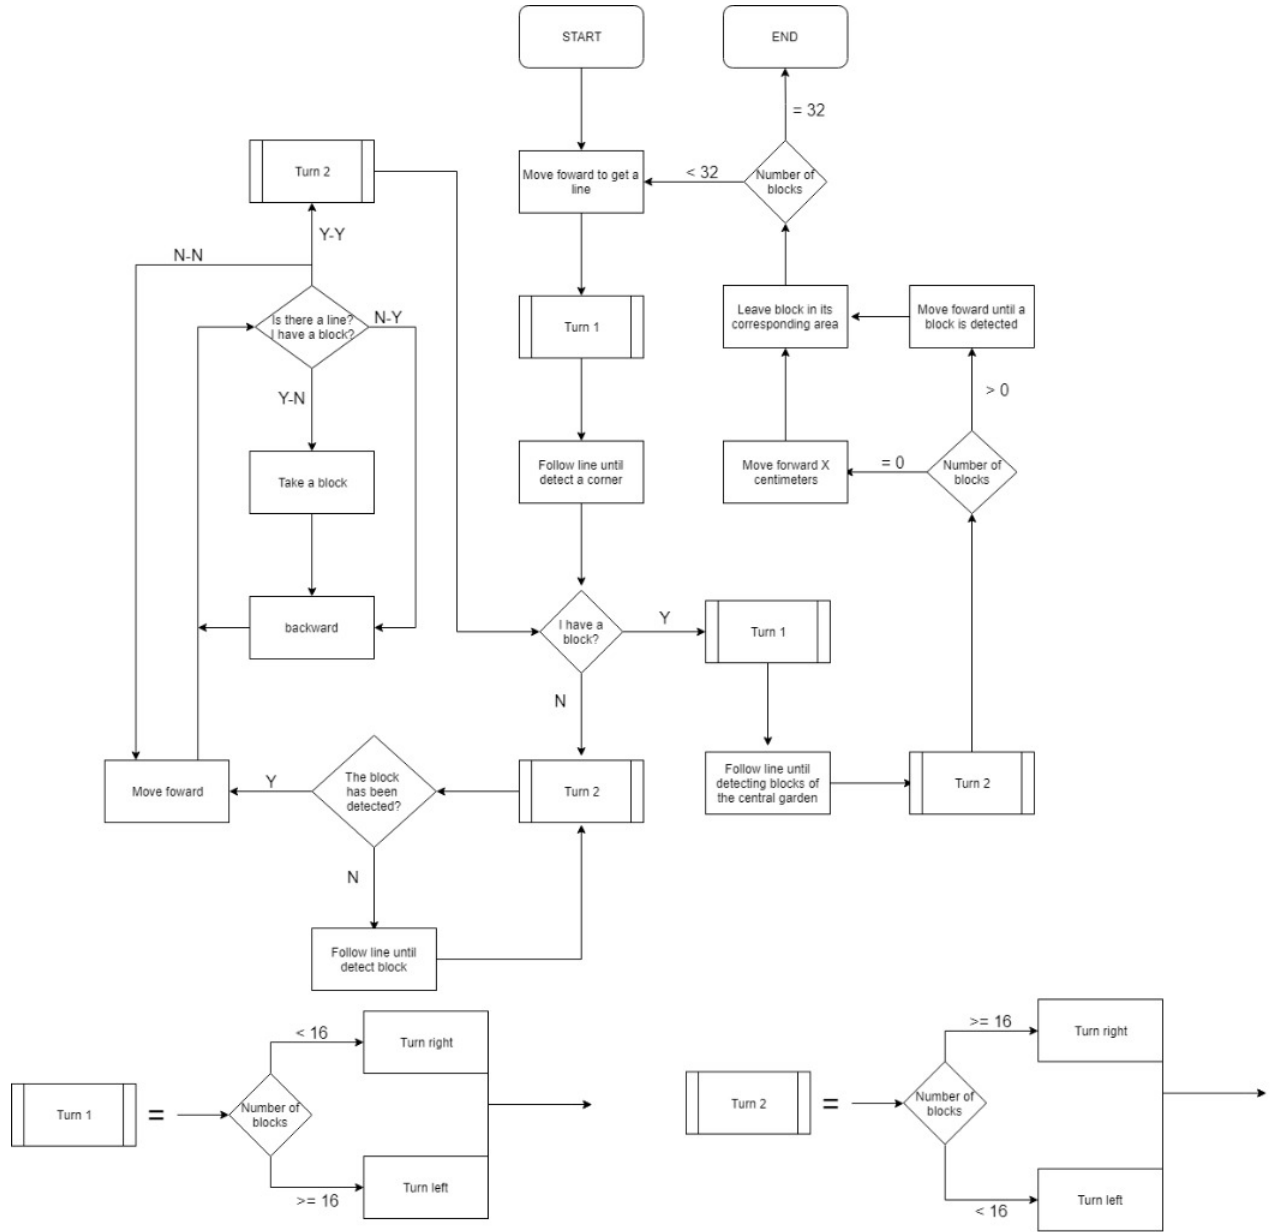 START
END
= 32
Turn 2
Move foward to get a
line
< 32
Number of
blocks
Y-Y
N-N
Is there a line?
I have a block?
N-Y
Turn 1
Leave block in its
corresponding area
Move foward until a
block is detected
Y-N
> 0
Take a block
Follow line until
detect a corner
Move forward X
centimeters
= 0
Number of
blocks
backward
I have a
block?
Y
Turn 1
N
Move foward
Y
The block
has been
detected?
Turn 2
Follow line until
detecting blocks of
the central garden
Turn 2
N
Follow line until
detect block
Turn 1
=
Number of
blocks
< 16
Turn right
>= 16
Turn left
Turn 2
=
Number of
blocks
>= 16
Turn right
< 16
Turn left